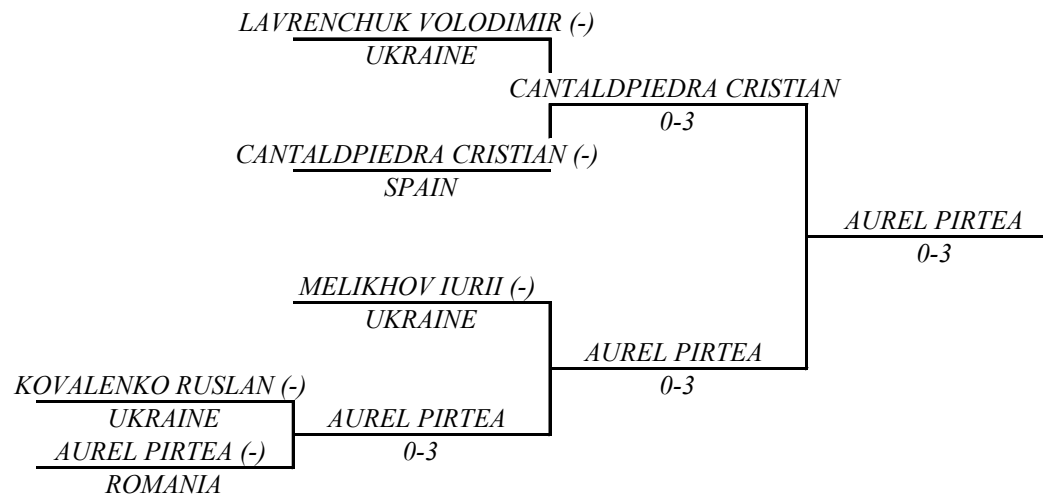 LAVRENCHUK VOLODIMIR (-)
UKRAINE
CANTALDPIEDRA CRISTIAN
0-3
CANTALDPIEDRA CRISTIAN (-)
SPAIN
AUREL PIRTEA
0-3
MELIKHOV IURII (-)
UKRAINE
AUREL PIRTEA
0-3
KOVALENKO RUSLAN (-)
UKRAINE
AUREL PIRTEA
0-3
AUREL PIRTEA (-)
ROMANIA